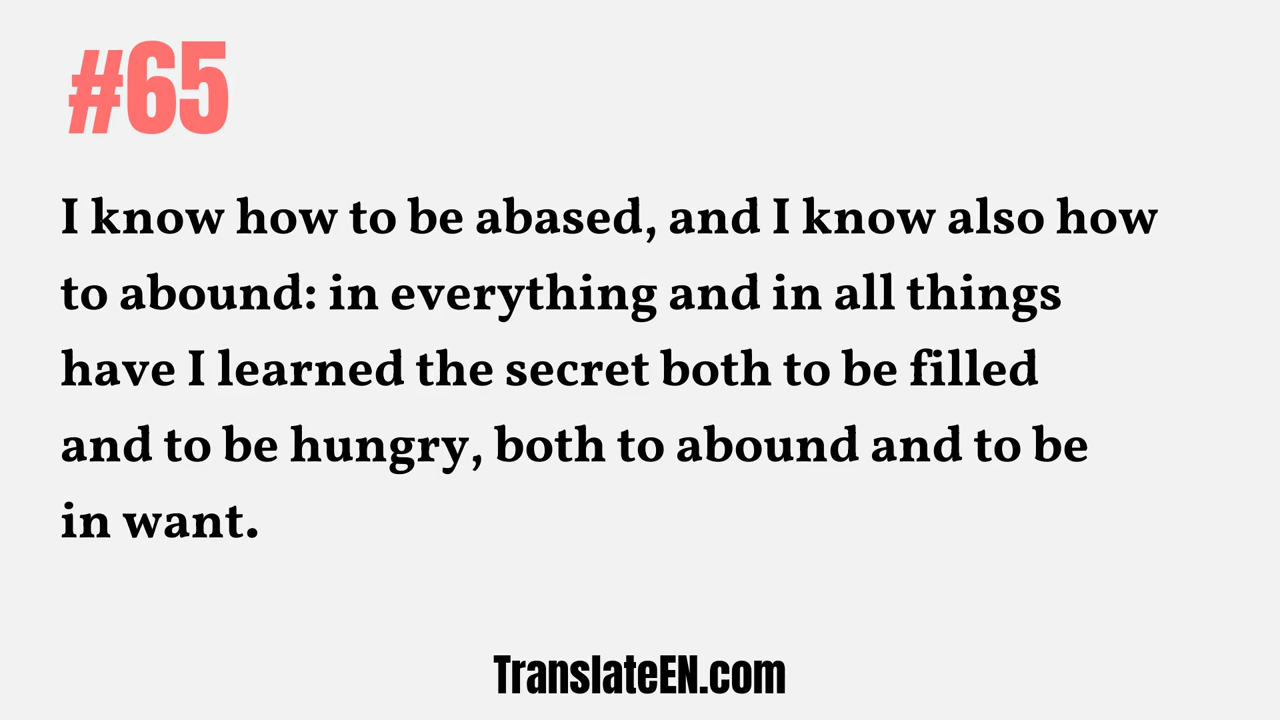 #65
I know how to be abased, and I know also how
to abound: in everything and in all things
have I learned the secret both to be filled
and to be hungry, both to abound and to be
in want.
TranslateEN.com